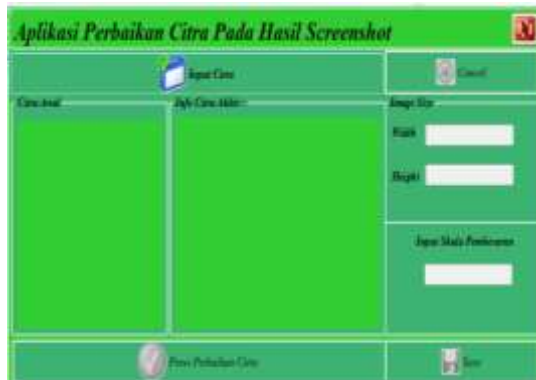 Aplikasi Perbaikan Citra Pada Hasil Screenshot
Input Citra
Cancel
Citra Awal
Info Citra Akhir
Image Size
Width
Height
Input Skala Pembesaran
Proses Perbaikan Citra
Save